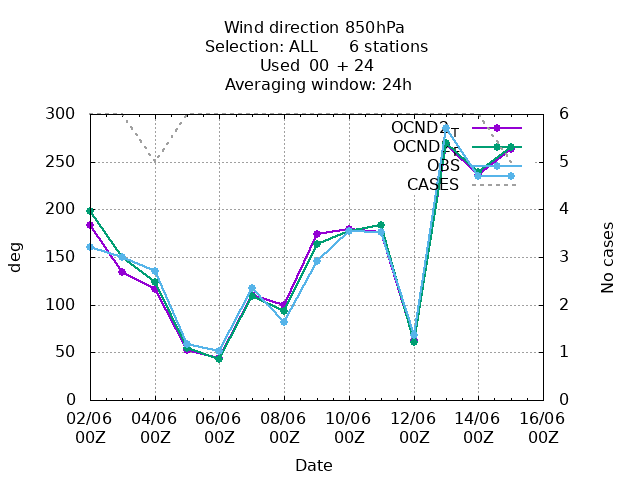 Wind direction 850hPa
Selection: ALL 6 stations
Used 00 + 24
Averaging window: 24h
300 6
OCND2_T
250 5
OBS
CASES
200 4
150 3
100 2
50 1
0 0
deg
No cases
02/06 04/06 06/06 08/06 10/06 12/06 14/06 16/06
00Z 00Z 00Z 00Z 00Z 00Z 00Z 00Z
Date